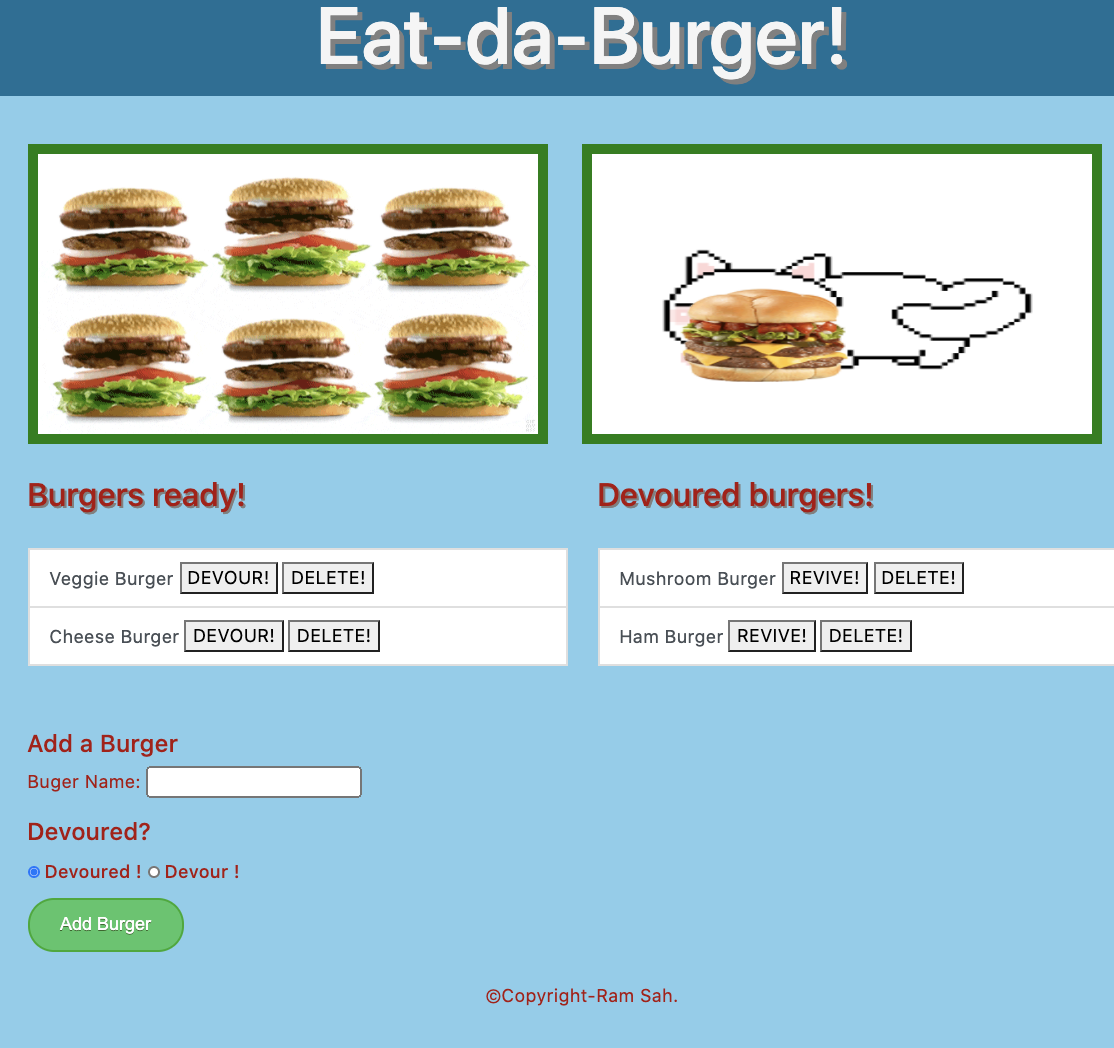 Eat-da-Burger!
Burgers ready!
Veggie Burger DEVOUR! DELETE!
Cheese Burger DEVOUR! DELETE!
Devoured burgers!
Mushroom Burger REVIVE! DELETE!
Ham Burger REVIVE! DELETE!
Add a Burger
Buger Name:
Devoured?
Devoured ! Devour !
Add Burger
©Copyright-Ram Sah.